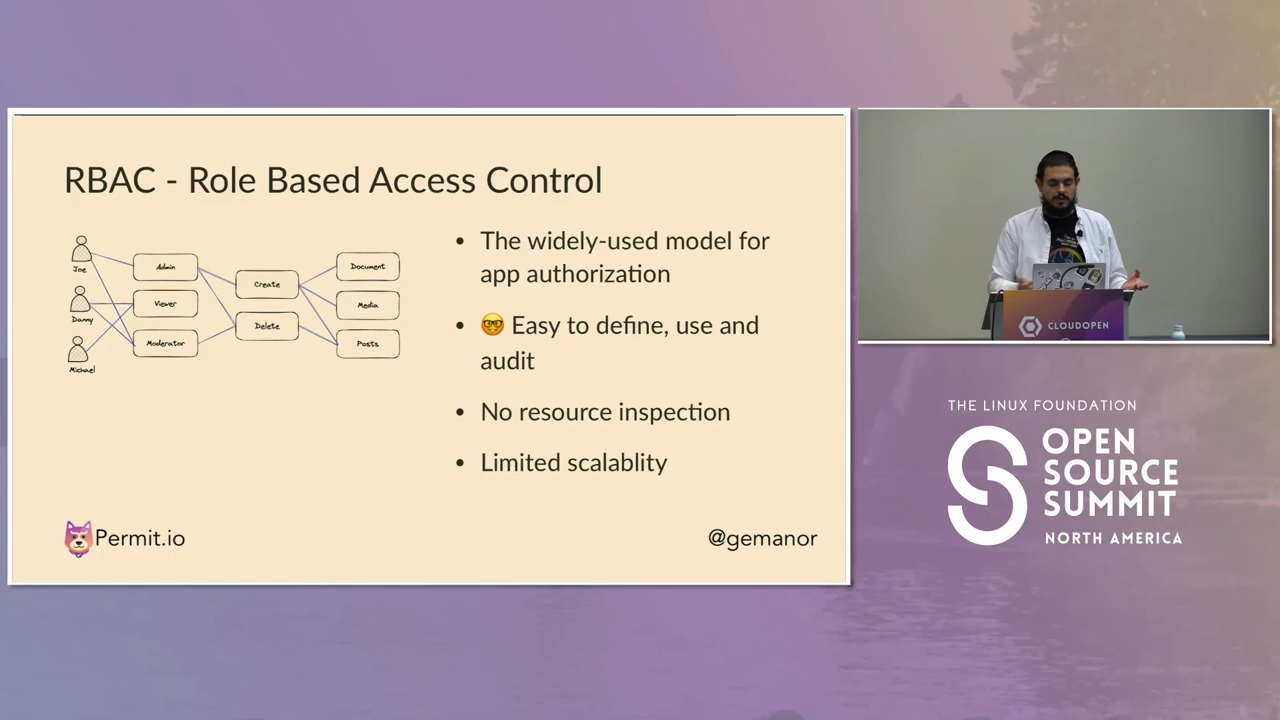 RBAC - Role Based Access Control
Joe
Danny
Michael
Admin
Viewer
Moderator
Create
Delete
Document
Media
Posts
• The widely-used model for
app authorization
• 🤓 Easy to define, use and
audit
• No resource inspection
• Limited scalablity
Permit.io
@gemanor
CLOUDOPEN
THE LINUX FOUNDATION
OPEN
SOURCE
SUMMIT
NORTH AMERICA